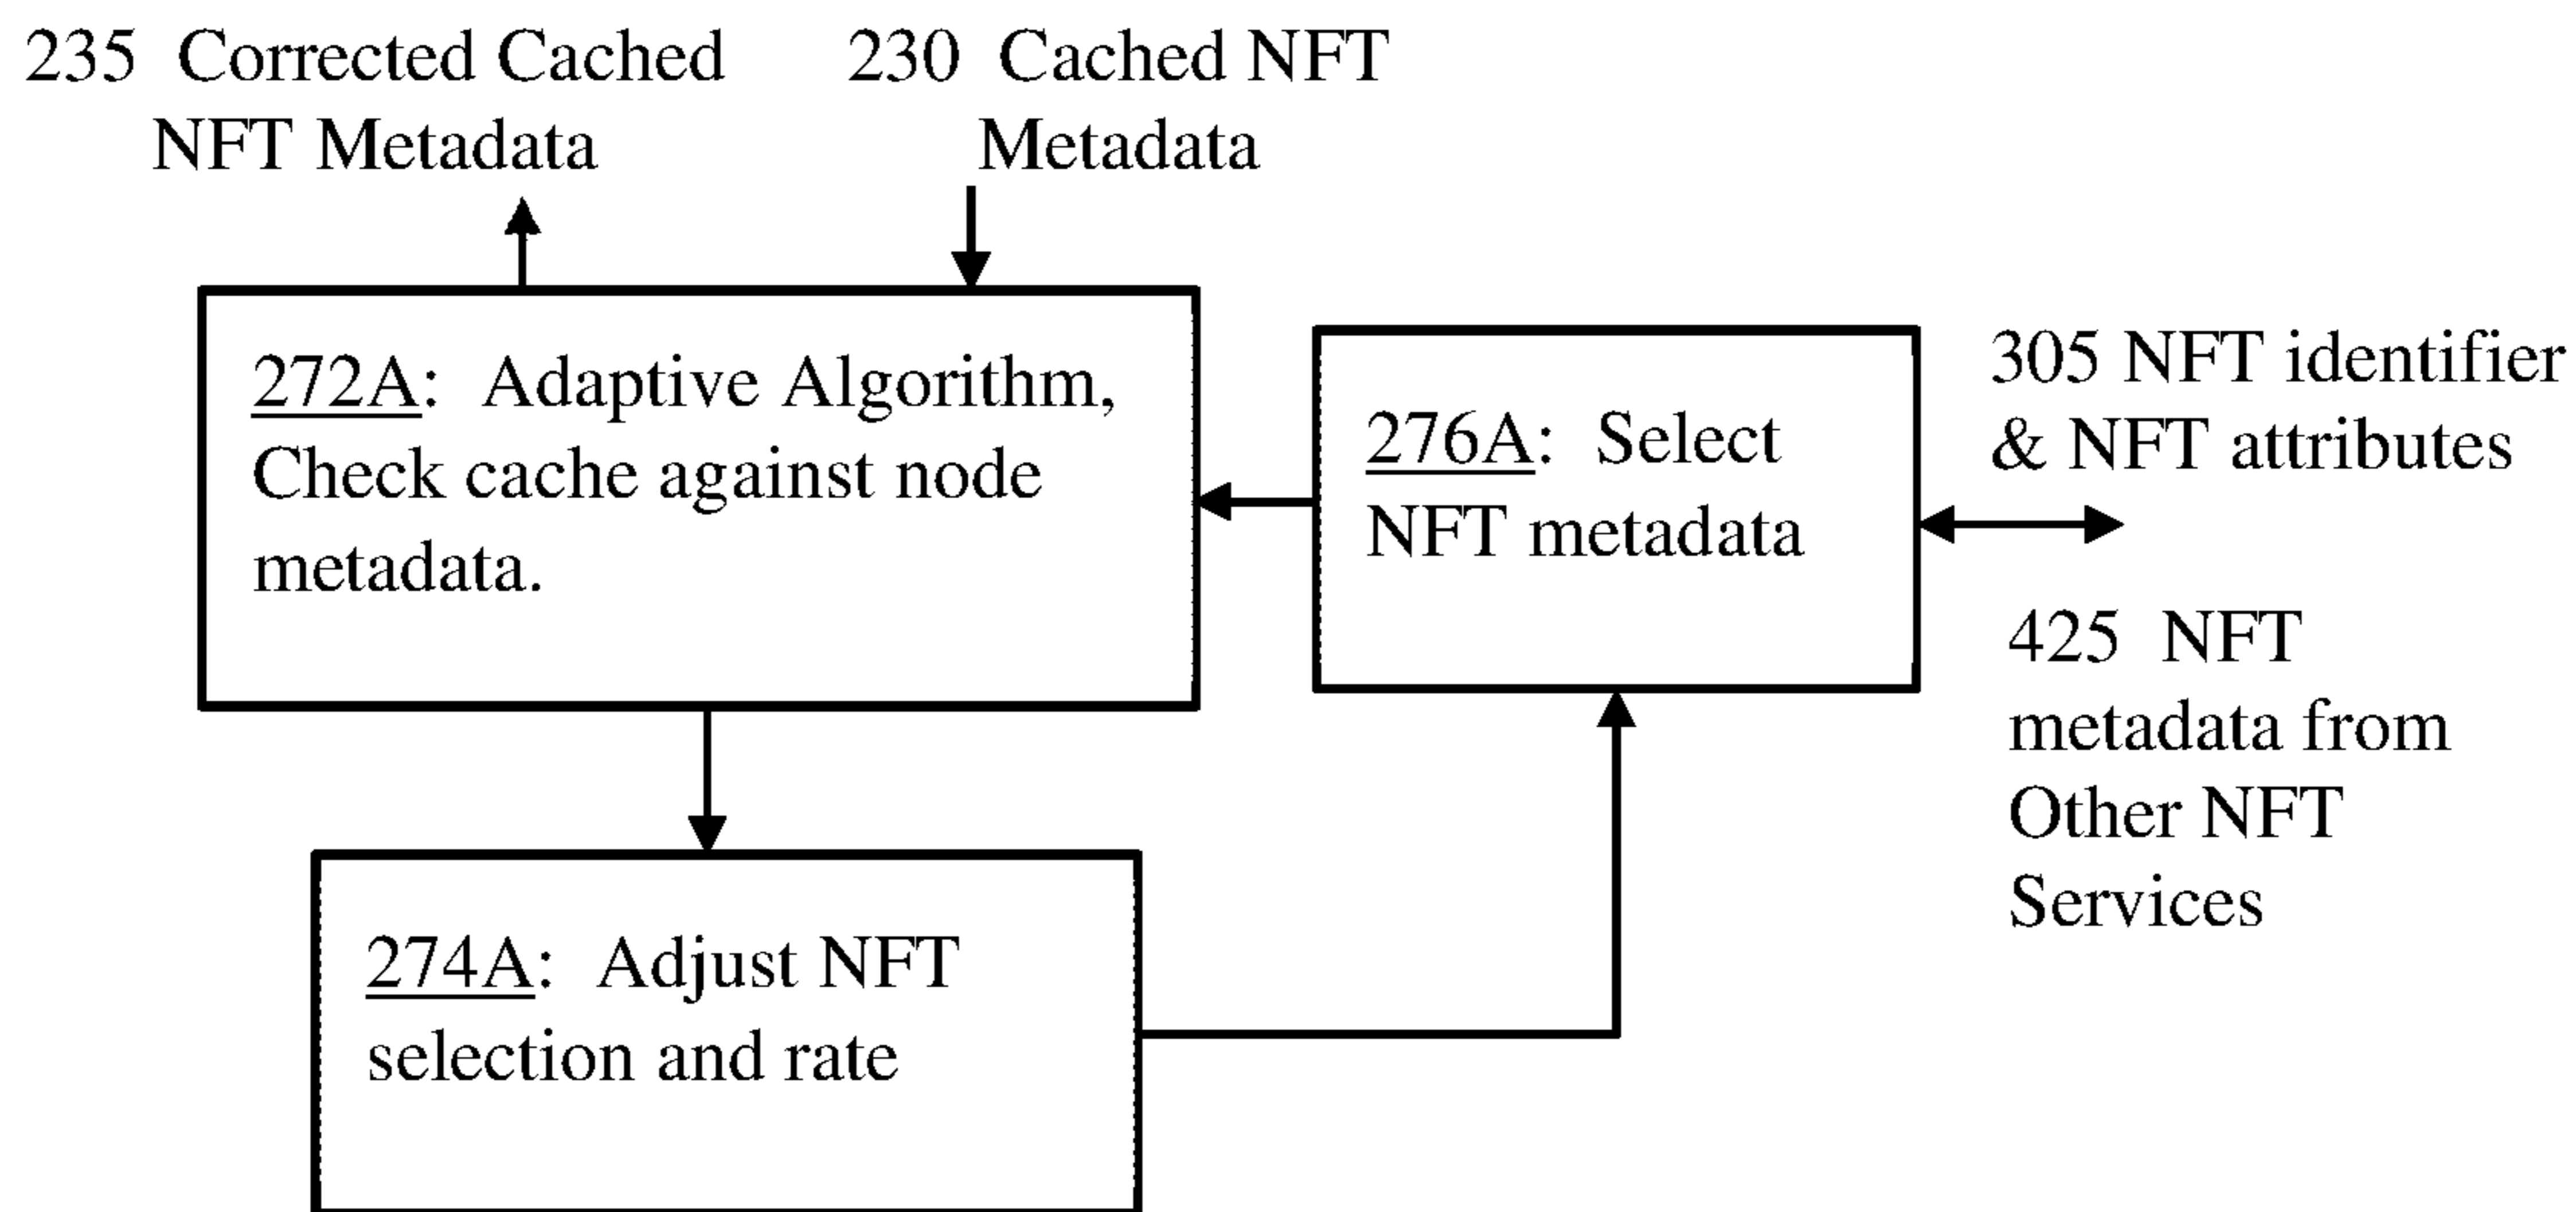 235 Corrected Cached
NFT Metadata
230 Cached NFT
Metadata
272A: Adaptive Algorithm,
Check cache against node
metadata.
276A: Select
NFT metadata
305 NFT identifier
& NFT attributes
425 NFT
metadata from
Other NFT
Services
274A: Adjust NFT
selection and rate